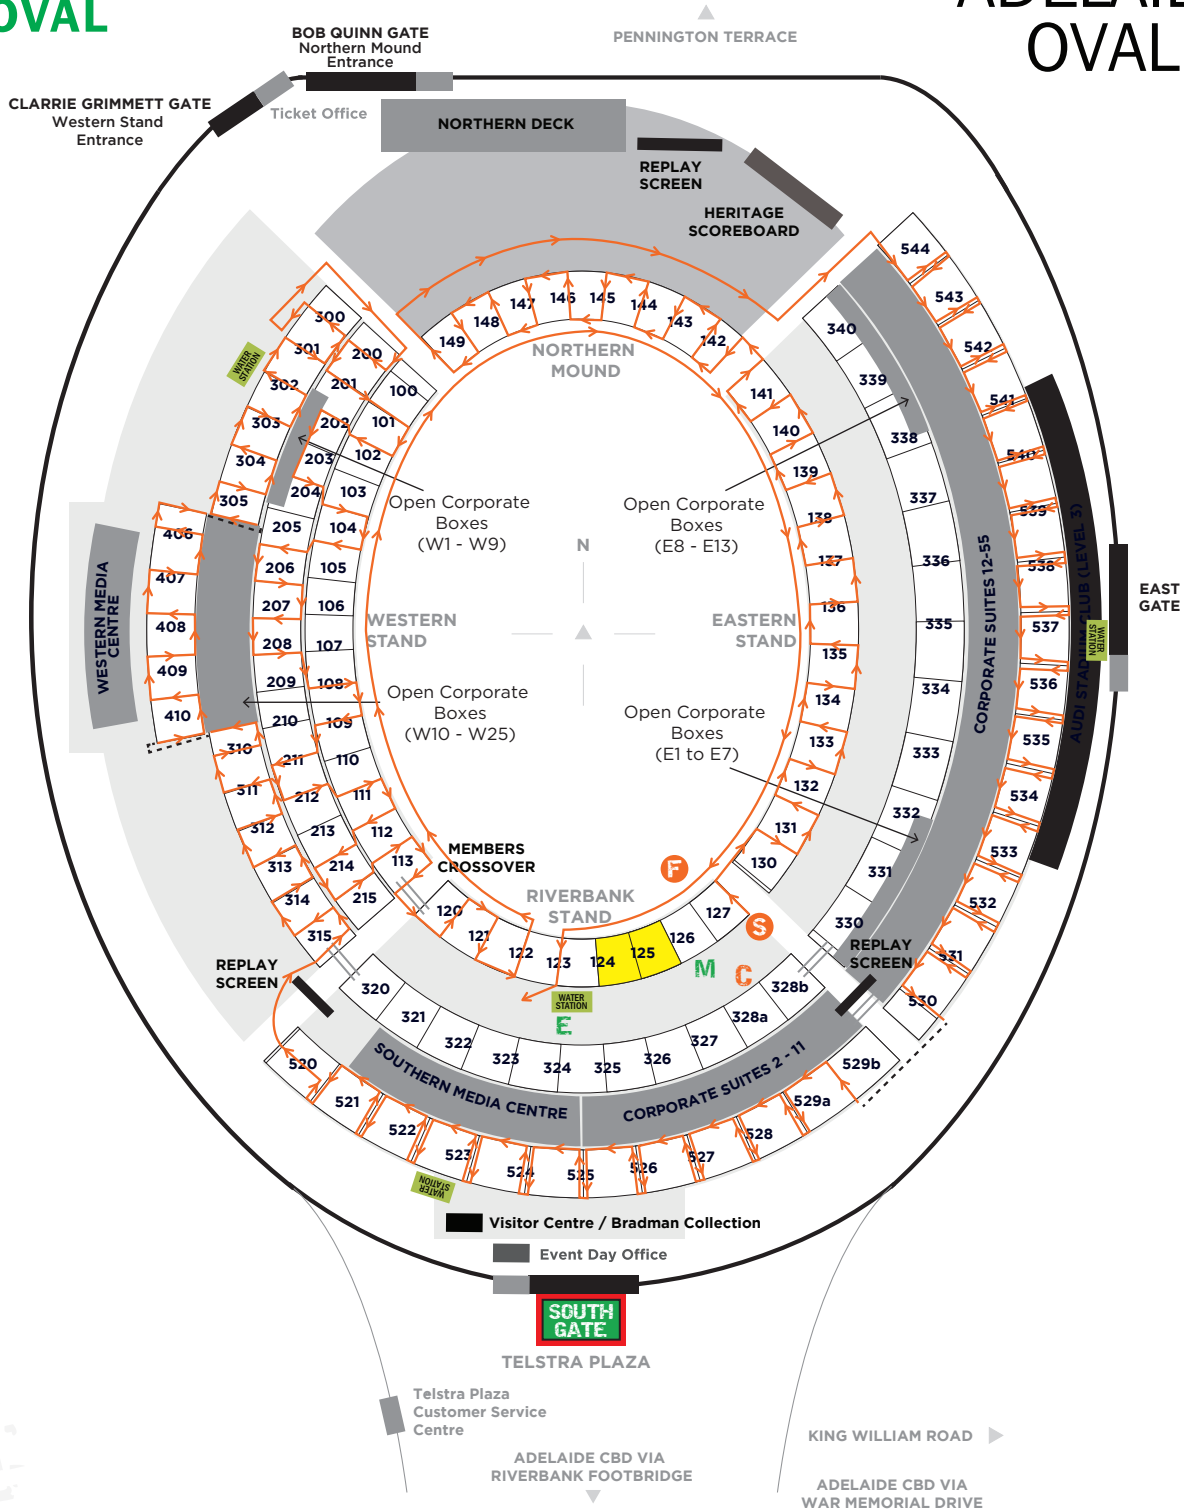 OVAL
OVAL
BOB QUINN GATE
Northern Mound
Entrance
PENNINGTON TERRACE
CLARRIE GRIMMETT GATE
Western Stand
Entrance
Ticket Office
NORTHERN DECK
REPLAY
SCREEN
HERITAGE
SCOREBOARD
544
543
542
541
540
539
538
537
536
535
534
533
532
531
530
300
301
302
303
304
305
200
201
202
203
204
205
206
207
208
209
210
211
212
213
214
215
100
101
102
103
104
105
106
107
108
109
110
111
112
113
149
148
147
146
145
144
143
142
141
140
139
138
137
136
135
134
133
132
131
130
340
339
338
337
336
335
334
333
332
331
330
WATER
STATION
NORTHERN
MOUND
Open Corporate
Boxes
(W1 - W9)
Open Corporate
Boxes
(E8 - E13)
N
406
407
408
409
410
WESTERN MEDIA
CENTRE
WESTERN
STAND
EASTERN
STAND
CORPORATE SUITES 12-55
AUDI STADIUM CLUB (LEVEL 3)
WATER
STATION
EAST
GATE
Open Corporate
Boxes
(W10 - W25)
Open Corporate
Boxes
(E1 to E7)
310
311
312
313
314
315
MEMBERS
CROSSOVER
RIVERBANK
STAND
F
S
M
C
E
120
121
122
123
124
125
126
127
WATER
STATION
REPLAY
SCREEN
REPLAY
SCREEN
320
321
322
323
324
325
326
327
328a
328b
SOUTHERN MEDIA CENTRE
CORPORATE SUITES 2 - 11
520
521
522
523
524
525
526
527
528
529a
529b
WATER
STATION
Visitor Centre / Bradman Collection
Event Day Office
SOUTH
GATE
TELSTRA PLAZA
Telstra Plaza
Customer Service
Centre
KING WILLIAM ROAD
ADELAIDE CBD VIA
RIVERBANK FOOTBRIDGE
ADELAIDE CBD VIA
WAR MEMORIAL DRIVE